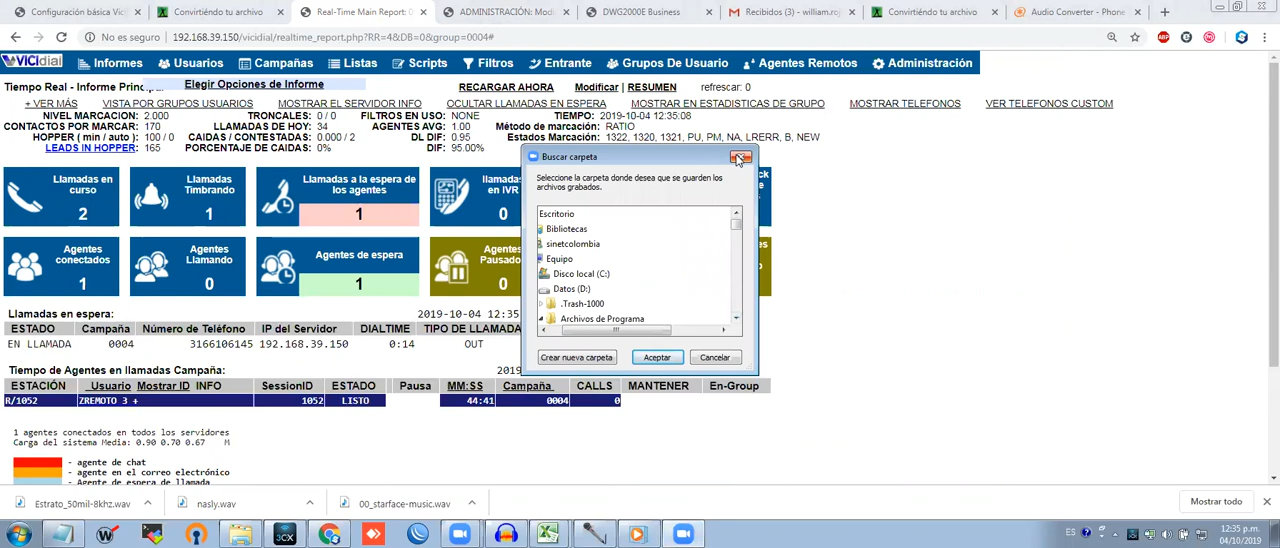 Configuración básica Vici
Convirtiéndo tu archivo
Real-Time Main Report: 0
ADMINISTRACIÓN: Modi
DWG2000E Business
Recibidos (3) - william.roj
Convirtiéndo tu archivo
Audio Converter - Phone
No es seguro | 192.168.39.150/vicidial/realtime_report.php?RR=4&DB=0&group=0004#
VICIdial Informes Usuarios Campañas Listas Scripts Filtros Entrante Grupos De Usuario Agentes Remotos Administración
Tiempo Real - Informe Princip
Elegir Opciones de Informe
RECARGAR AHORA Modificar | RESUMEN refrescar: 0
+ VER MÁS VISTA POR GRUPOS USUARIOS MOSTRAR EL SERVIDOR INFO OCULTAR LLAMADAS EN ESPERA MOSTRAR EN ESTADISTICAS DE GRUPO MOSTRAR TELEFONOS VER TELEFONOS CUSTOM
NIVEL MARCACION: 2.000 TRONCALES: 0 / 0 FILTROS EN USO: NONE TIEMPO: 2019-10-04 12:35:08
CONTACTOS POR MARCAR: 170 LLAMADAS DE HOY: 34 AGENTES AVG: 1.00 Método de marcación: RATIO
HOPPER ( min / auto ): 100 / 0 CAIDAS / CONTESTADAS: 0.000 / 2 DL DIF: 0.95 Estados Marcación: 1322, 1320, 1321, PU, PM, NA, LRERR, B, NEW
LEADS IN HOPPER: 165 PORCENTAJE DE CAIDAS: 0% DIF: 95.00%
Llamadas en curso
2
Llamadas Timbrando
1
Llamadas a la espera de los agentes
1
llamadas en IVR
0
Agentes conectados
1
Agentes Llamando
0
Agentes de espera
1
Agentes Pausado
0
Buscar carpeta
Seleccione la carpeta donde desea que se guarden los
archivos grabados.
Escritorio
Bibliotecas
sinetcolombia
Equipo
Disco local (C:)
Datos (D:)
.Trash-1000
Archivos de Programa
Crear nueva carpeta Aceptar Cancelar
Llamadas en espera: 2019-10-04 12:35
ESTADO Campaña Número de Teléfono IP del Servidor DIALTIME TIPO DE LLAMADA
EN LLAMADA 0004 3166106145 192.168.39.150 0:14 OUT
Tiempo de Agentes en llamadas Campaña: 2019
ESTACIÓN Usuario Mostrar ID INFO SessionID ESTADO Pausa MM:SS Campaña CALLS MANTENER En-Group
R/1052 ZREMOTO 3 + 1052 LISTO 44:41 0004 0
1 agentes conectados en todos los servidores
Carga del sistema Media: 0.90 0.70 0.67 M
- agente de chat
- agente en el correo electrónico
- Agente de espera de llamada
Estrato_50mil-8khz.wav
nasly.wav
00_starface-music.wav
Mostrar todo
3CX
ES
12:35 p.m.
04/10/2019